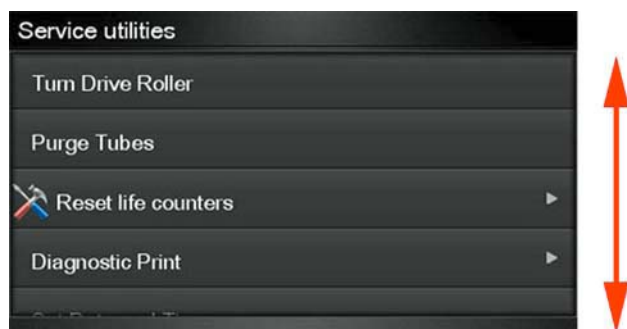 Service utilities
Turn Drive Roller
Purge Tubes
Reset life counters
Diagnostic Print